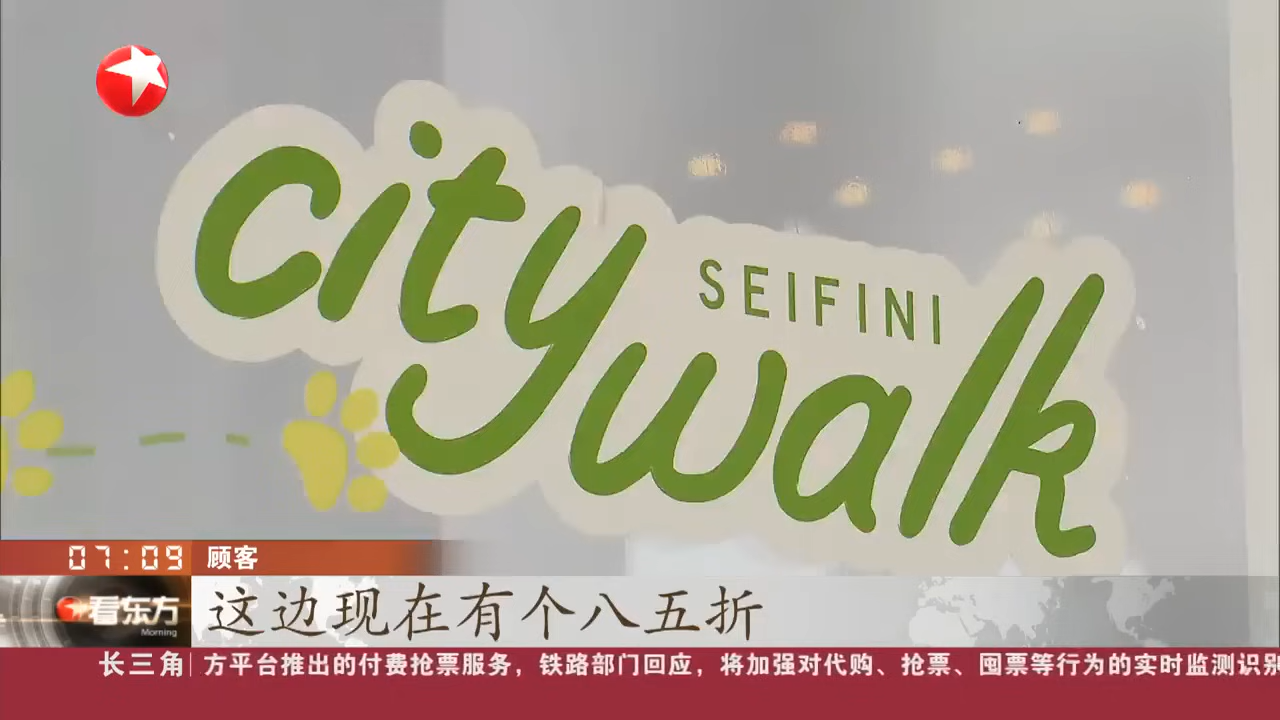 city
SEIFINI
walk
07:09 顾客
看东方
Morning
这边现在有个八五折
长三角 方平台推出的付费抢票服务，铁路部门回应，将加强对代购、抢票、囤票等行为的实时监测识别